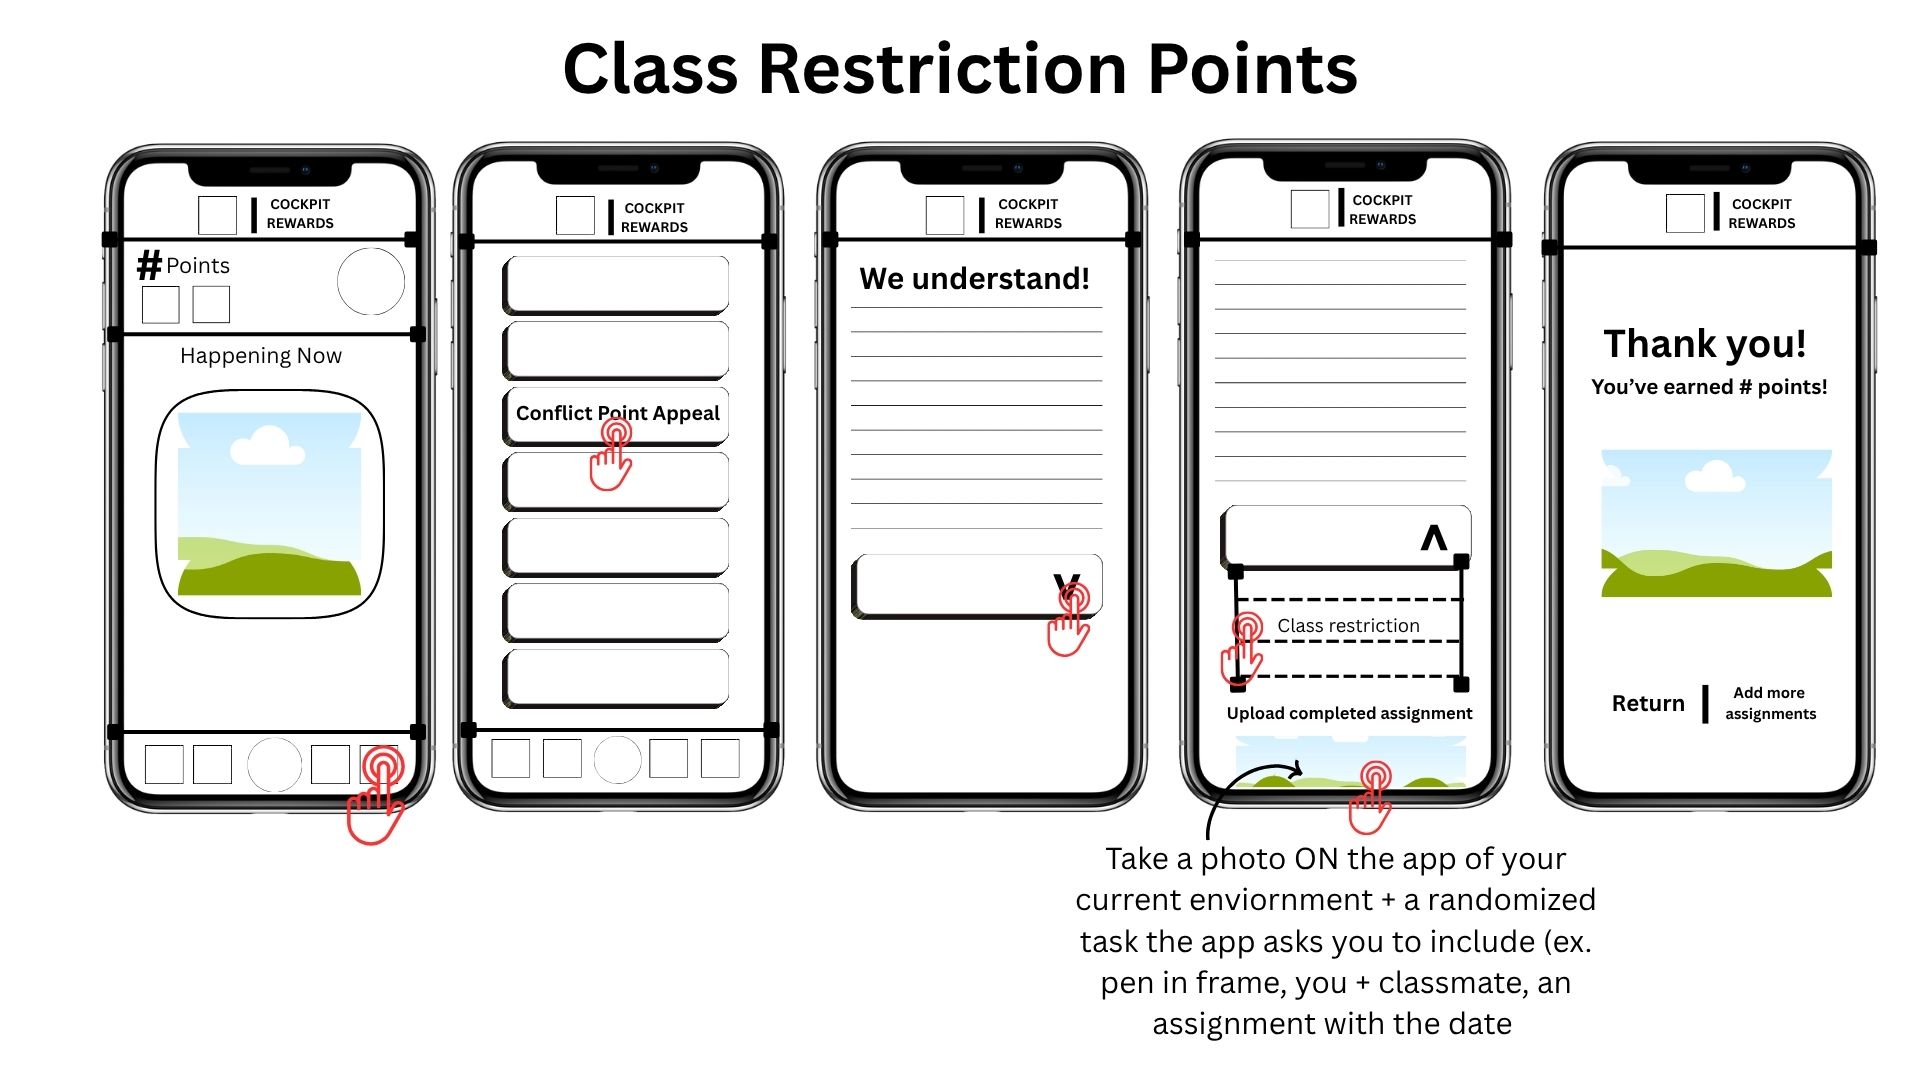 Class Restriction Points
COCKPIT
REWARDS
# Points
Happening Now
COCKPIT
REWARDS
Conflict Point Appeal
COCKPIT
REWARDS
We understand!
V
COCKPIT
REWARDS
V
Class restriction
Upload completed assignment
Take a photo ON the app of your
current enviornment + a randomized
task the app asks you to include (ex.
pen in frame, you + classmate, an
assignment with the date
COCKPIT
REWARDS
Thank you!
You’ve earned # points!
Return
Add more
assignments